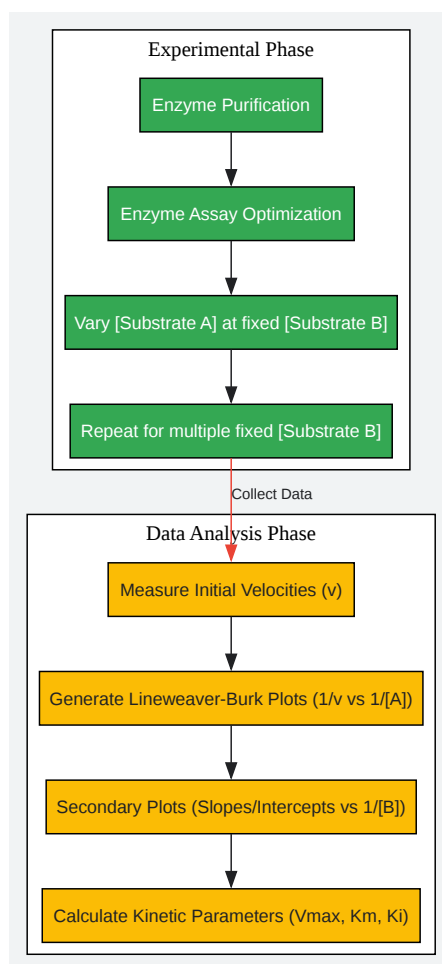 Experimental Phase
Enzyme Purification
Enzyme Assay Optimization
Vary [Substrate A] at fixed [Substrate B]
Repeat for multiple fixed [Substrate B]
Collect Data
Data Analysis Phase
Measure Initial Velocities (v)
Generate Lineweaver-Burk Plots (1/v vs 1/[A])
Secondary Plots (Slopes/Intercepts vs 1/[B])
Calculate Kinetic Parameters (Vmax, Km, Ki)